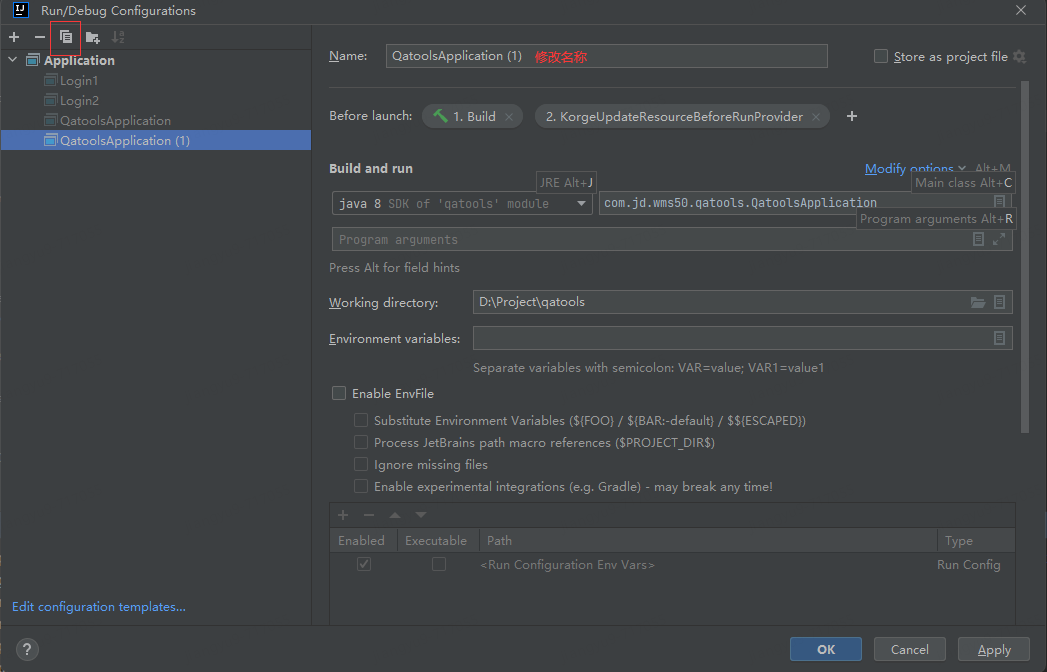 Run/Debug Configurations
Application
Login1
Login2
QatoolsApplication
QatoolsApplication (1)
Edit configuration templates...
Name: QatoolsApplication (1) 修改名称
Store as project file
Before launch: 1. Build 2. KorgeUpdateResourceBeforeRunProvider
Build and run
Modify options Alt+M
JRE Alt+J
Main class Alt+C
java 8 SDK of 'qatools' module com.jd.wms50.qatools.QatoolsApplication
Program arguments Alt+R
Program arguments
Press Alt for field hints
Working directory: D:\Project\qatools
Environment variables:
Separate variables with semicolon: VAR=value; VAR1=value1
Enable EnvFile
Substitute Environment Variables (${FOO} / ${BAR:-default} / $${ESCAPED})
Process JetBrains path macro references ($PROJECT_DIR$)
Ignore missing files
Enable experimental integrations (e.g. Gradle) - may break any time!
Enabled Executable Path Type
<Run Configuration Env Vars> Run Config
? OK Cancel Apply